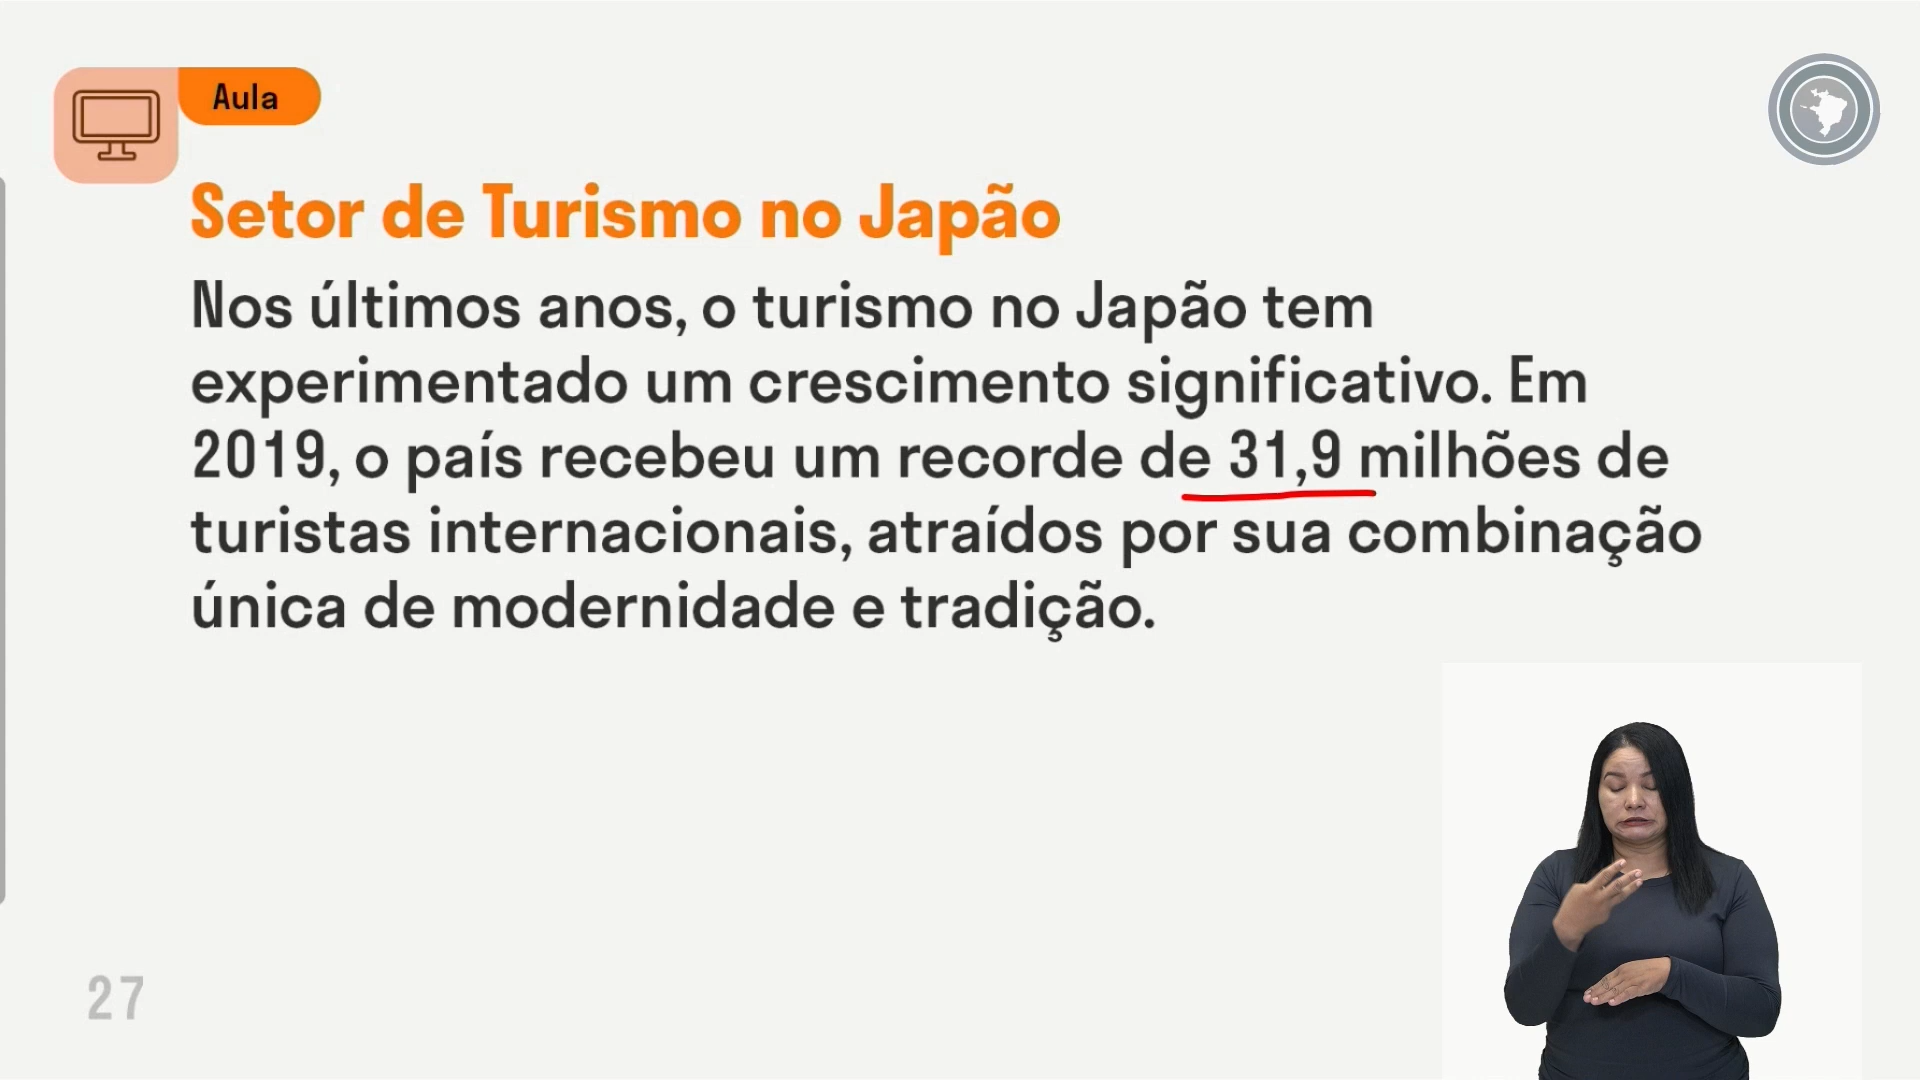 Aula
Setor de Turismo no Japão
Nos últimos anos, o turismo no Japão tem
experimentado um crescimento significativo. Em
2019, o país recebeu um recorde de 31,9 milhões de
turistas internacionais, atraídos por sua combinação
única de modernidade e tradição.
27